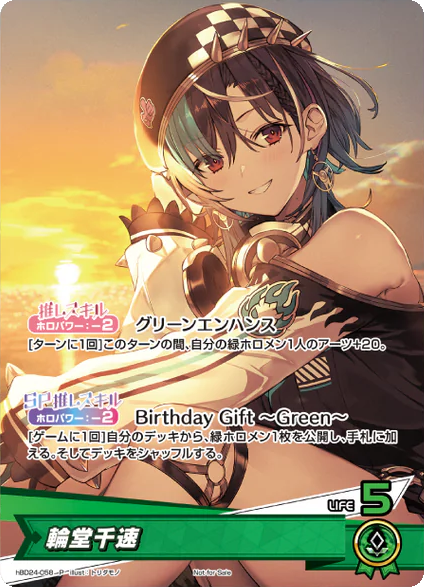 推しスキル
ホロパワー：-2
グリーンエンハンス
[ターンに1回]このターンの間、自分の緑ホロメン1人のアーツ+20。
SP推しスキル
ホロパワー：-2
Birthday Gift ～Green～
[ゲームに1回]自分のデッキから、緑ホロメン1枚を公開し、手札に加
える。そしてデッキをシャッフルする。
LIFE 5
輪堂千速
hBD24-058 P illust：トリダモノ Not for Sale